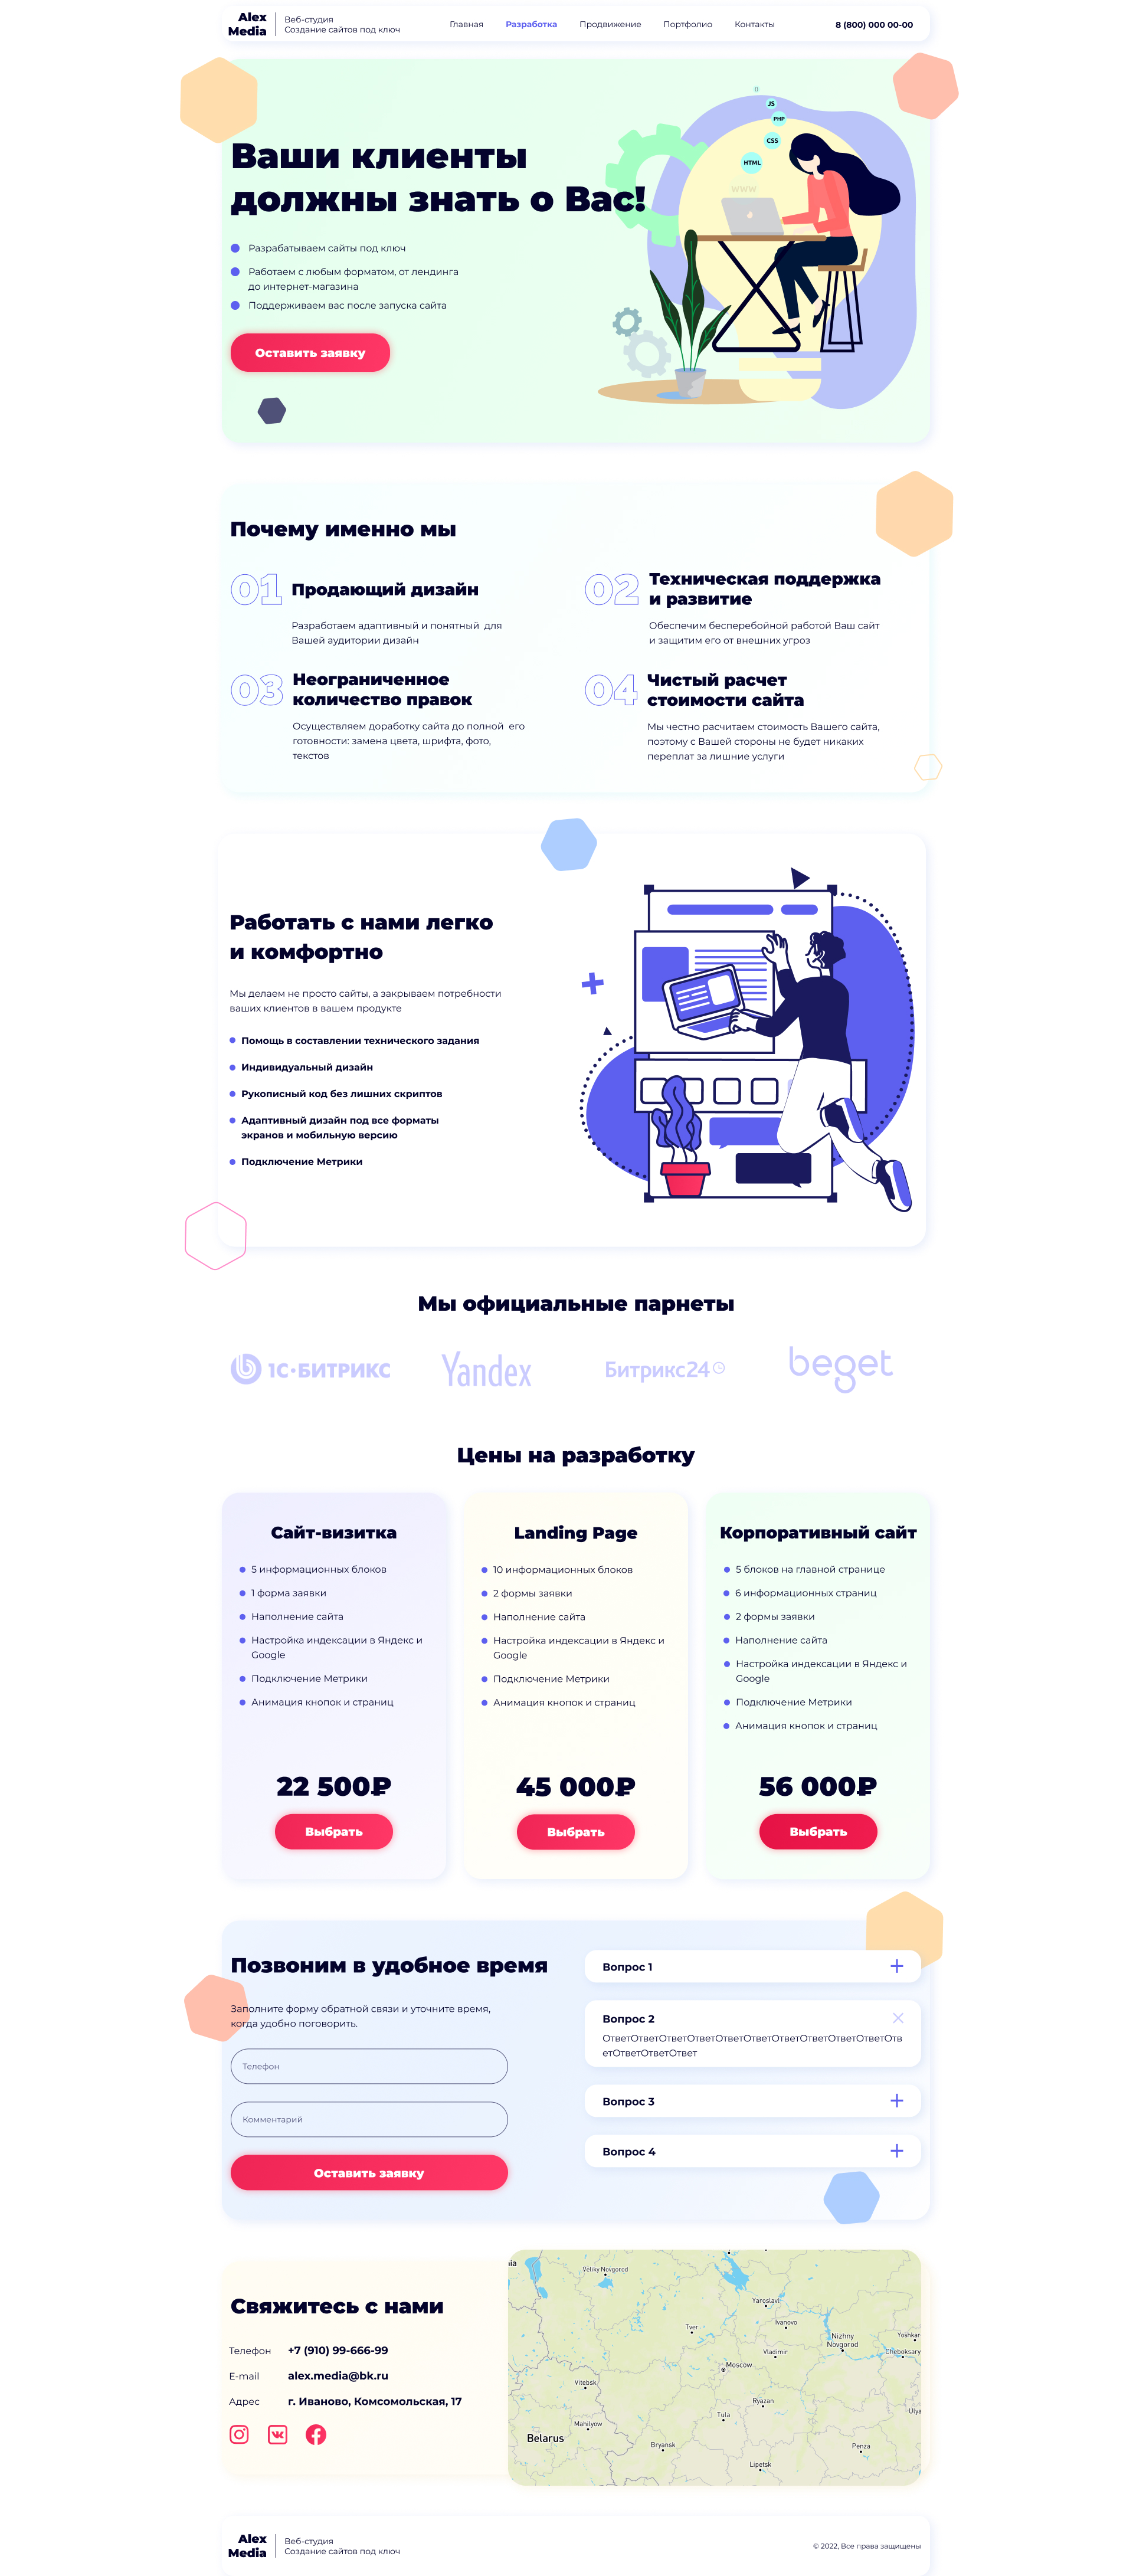 Alex
Media
Веб-студия
Создание сайтов под ключ
Главная
Разработка
Продвижение
Портфолио
Контакты
8 (800) 000 00-00
Ваши клиенты
должны знать о Вас!
Разрабатываем сайты под ключ
Работаем с любым форматом, от лендинга
до интернет-магазина
Поддерживаем вас после запуска сайта
Оставить заявку
JS
PHP
CSS
HTML
www
Почему именно мы
01
Продающий дизайн
Разработаем адаптивный и понятный для
Вашей аудитории дизайн
02
Техническая поддержка
и развитие
Обеспечим бесперебойной работой Ваш сайт
и защитим его от внешних угроз
03
Неограниченное
количество правок
Осуществляем доработку сайта до полной его
готовности: замена цвета, шрифта, фото,
текстов
04
Чистый расчет
стоимости сайта
Мы честно расчитаем стоимость Вашего сайта,
поэтому с Вашей стороны не будет никаких
переплат за лишние услуги
Работать с нами легко
и комфортно
Мы делаем не просто сайты, а закрываем потребности
ваших клиентов в вашем продукте
Помощь в составлении технического задания
Индивидуальный дизайн
Рукописный код без лишних скриптов
Адаптивный дизайн под все форматы
экранов и мобильную версию
Подключение Метрики
Мы официальные парнеты
1С·БИТРИКС
Yandex
Битрикс24
beget
Цены на разработку
Сайт-визитка
5 информационных блоков
1 форма заявки
Наполнение сайта
Настройка индексации в Яндекс и
Google
Подключение Метрики
Анимация кнопок и страниц
22 500₽
Выбрать
Landing Page
10 информационных блоков
2 формы заявки
Наполнение сайта
Настройка индексации в Яндекс и
Google
Подключение Метрики
Анимация кнопок и страниц
45 000₽
Выбрать
Корпоративный сайт
5 блоков на главной странице
6 информационных страниц
2 формы заявки
Наполнение сайта
Настройка индексации в Яндекс и
Google
Подключение Метрики
Анимация кнопок и страниц
56 000₽
Выбрать
Позвоним в удобное время
Заполните форму обратной связи и уточните время,
когда удобно поговорить.
Телефон
Комментарий
Оставить заявку
Вопрос 1
Вопрос 2
ОтветОтветОтветОтветОтветОтветОтветОтветОтветОтветОтв
етОтветОтветОтвет
Вопрос 3
Вопрос 4
Свяжитесь с нами
Телефон
+7 (910) 99-666-99
E-mail
alex.media@bk.ru
Адрес
г. Иваново, Комсомольская, 17
Veliky Novgorod
Yaroslavl
Ivanovo
Tver
Nizhny
Novgorod
Yoshkar
Cheboksary
Vladimir
Moscow
Vitebsk
Ryazan
Tula
Ulya
Mahilyow
Belarus
Bryansk
Penza
Lipetsk
Alex
Media
Веб-студия
Создание сайтов под ключ
© 2022, Все права защищены